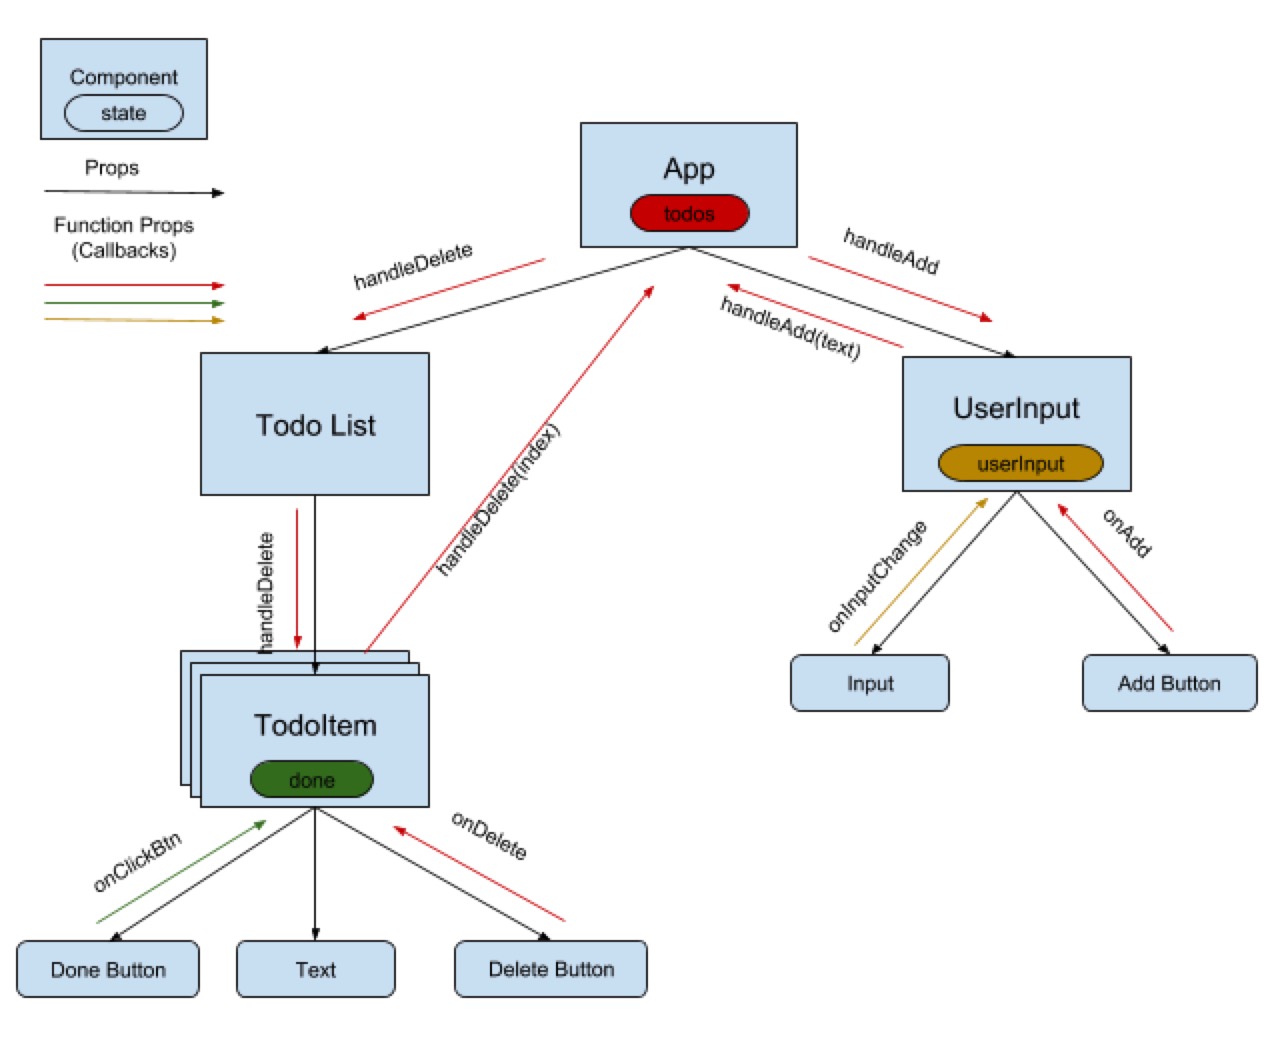 Component
state
Props
Function Props
(Callbacks)
App
todos
handleDelete
handleAdd
handleAdd(text)
Todo List
UserInput
userInput
handleDelete(index)
handleDelete
onInputChange
onAdd
Input
Add Button
TodoItem
done
onClickBtn
onDelete
Done Button
Text
Delete Button